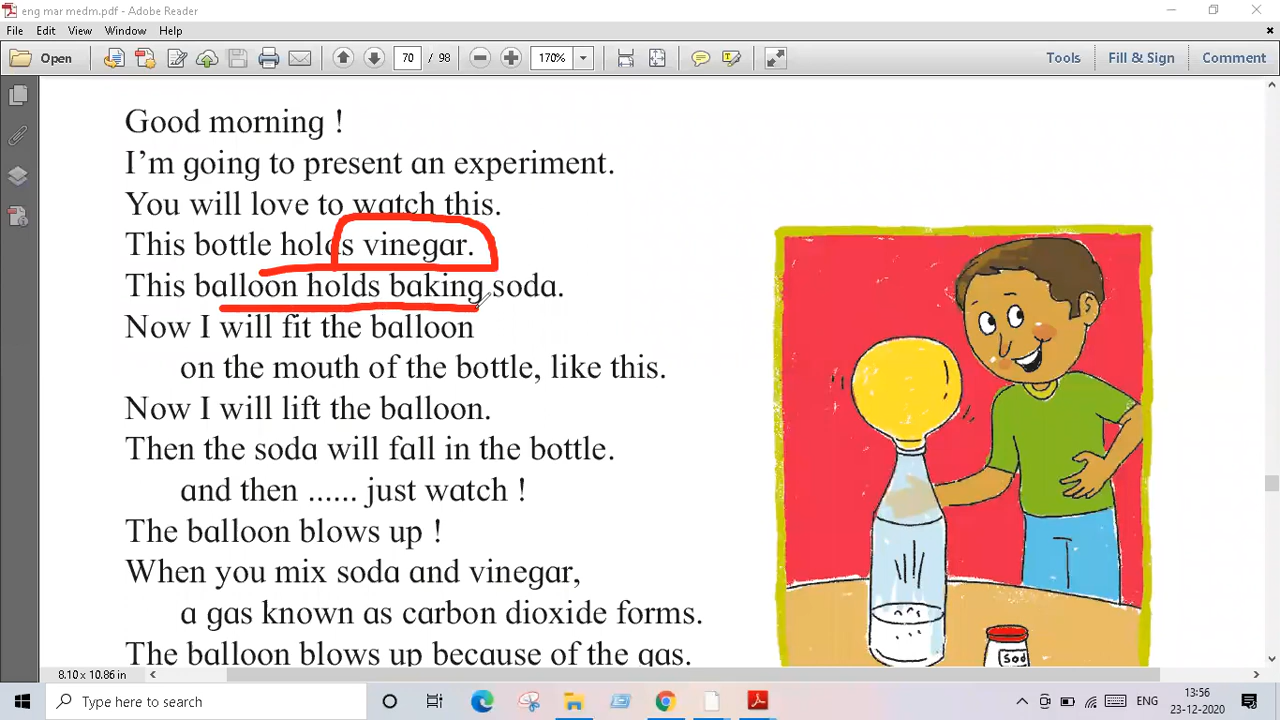 eng mar medm.pdf - Adobe Reader
File Edit View Window Help
Open 70 / 98 170% Tools Fill & Sign Comment
Good morning !
I'm going to present an experiment.
You will love to watch this.
This bottle holds vinegar.
This balloon holds baking soda.
Now I will fit the balloon
on the mouth of the bottle, like this.
Now I will lift the balloon.
Then the soda will fall in the bottle.
and then ...... just watch !
The balloon blows up !
When you mix soda and vinegar,
a gas known as carbon dioxide forms.
The balloon blows up because of the gas.
Sod
8.10 x 10.86 in
Type here to search
ENG
13:56
23-12-2020